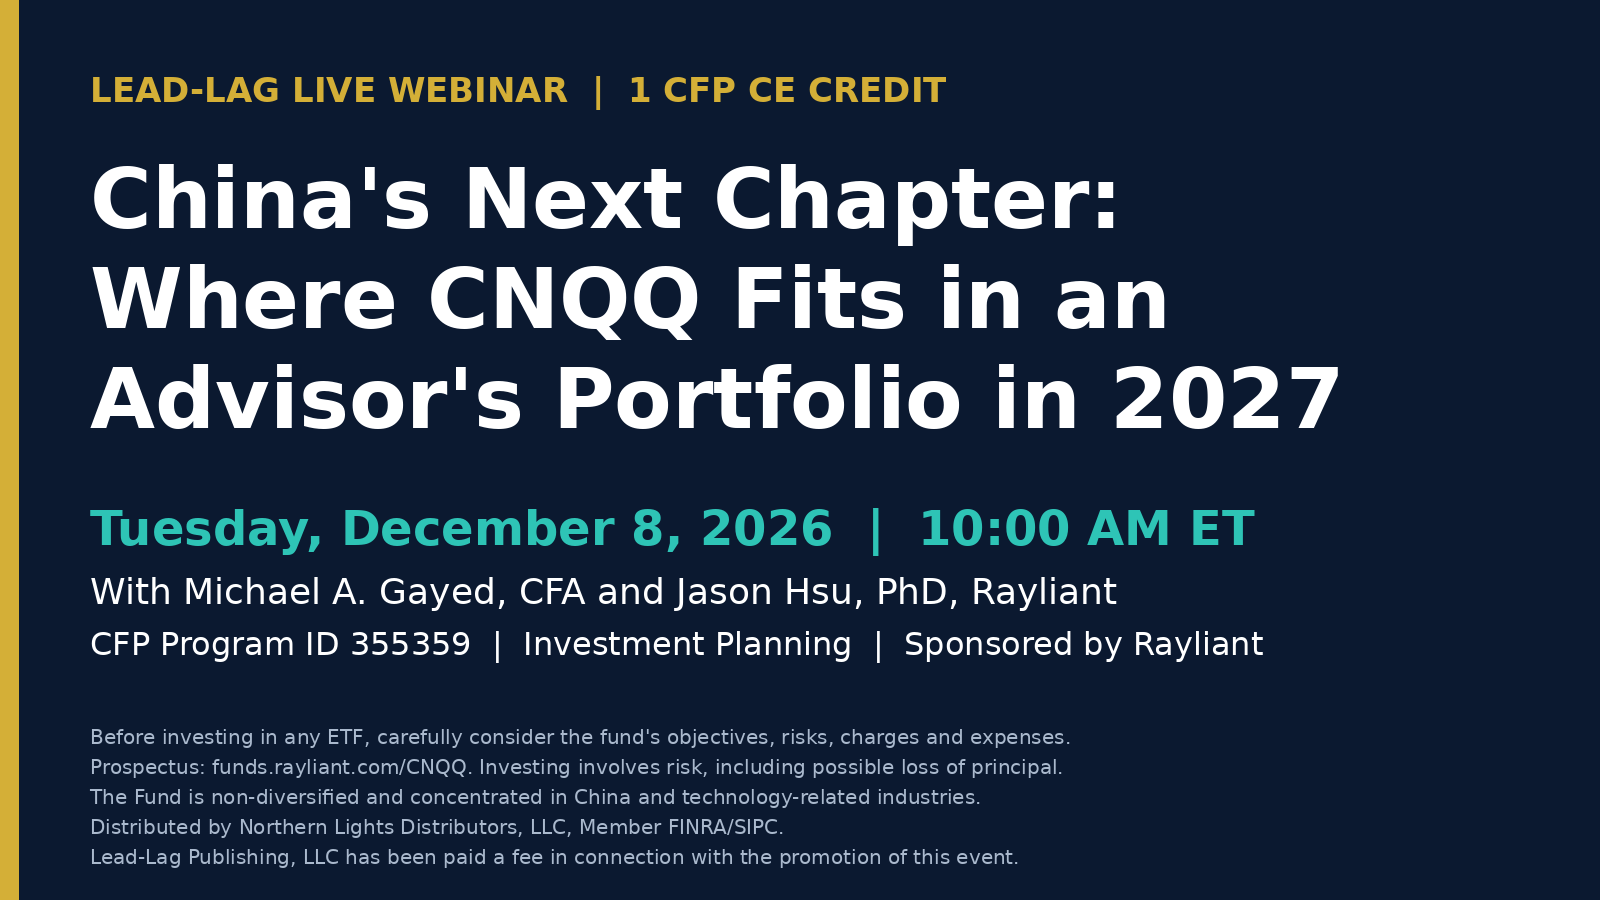 LEAD-LAG LIVE WEBINAR | 1 CFP CE CREDIT
China's Next Chapter:
Where CNQQ Fits in an
Advisor's Portfolio in 2027
Tuesday, December 8, 2026 | 10:00 AM ET
With Michael A. Gayed, CFA and Jason Hsu, PhD, Rayliant
CFP Program ID 355359 | Investment Planning | Sponsored by Rayliant
Before investing in any ETF, carefully consider the fund's objectives, risks, charges and expenses.
Prospectus: funds.rayliant.com/CNQQ. Investing involves risk, including possible loss of principal.
The Fund is non-diversified and concentrated in China and technology-related industries.
Distributed by Northern Lights Distributors, LLC, Member FINRA/SIPC.
Lead-Lag Publishing, LLC has been paid a fee in connection with the promotion of this event.